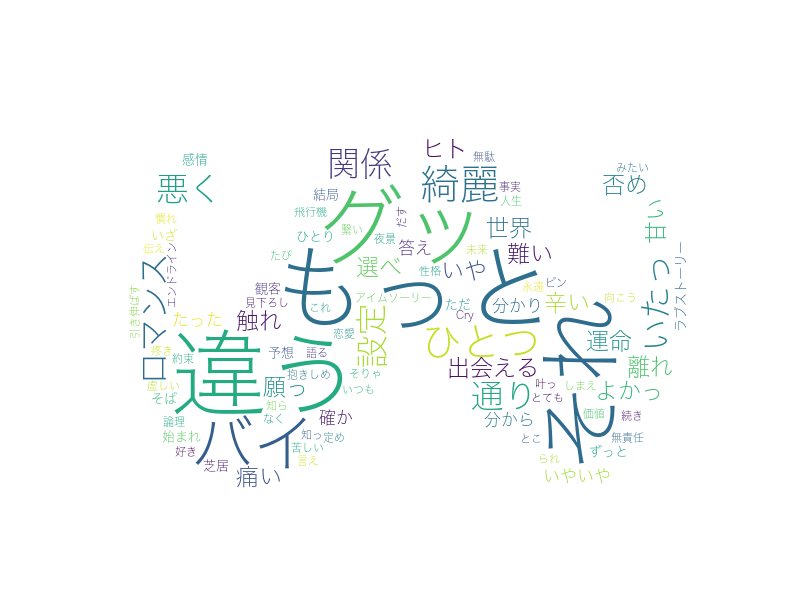 感情
悪く
関係
ヒト
無駄
綺麗
事実
人生
みたい
否め
甘い
ラブストーリー
慣れ
いざ
伝え
エンドライン
ロマンス
引き伸ばす
結局
飛行機
ひとり
繋い
夜景
だす
グッ
答え
選べ
性格
いや
世界
難い
未来
永遠
ピン
辛い
向こう
いたっ
たび
観客
見下ろし
これ
もっと
アイムソーリー
ただ
Cry
分かり
それ
運命
たった
触れ
恋愛
設定
ひとつ
出会える
離れ
約束
予想
語る
抱きしめ
そりゃ
いつも
違う
願っ
虚しい
そば
知ら
なく
確か
通り
叶っ
とても
しまえ
よかっ
価値
続き
論理
始まれ
好き
バイ
知っ
定め
苦しい
言え
分から
とこ
無責任
ずっと
芝居
痛い
られ
いやいや